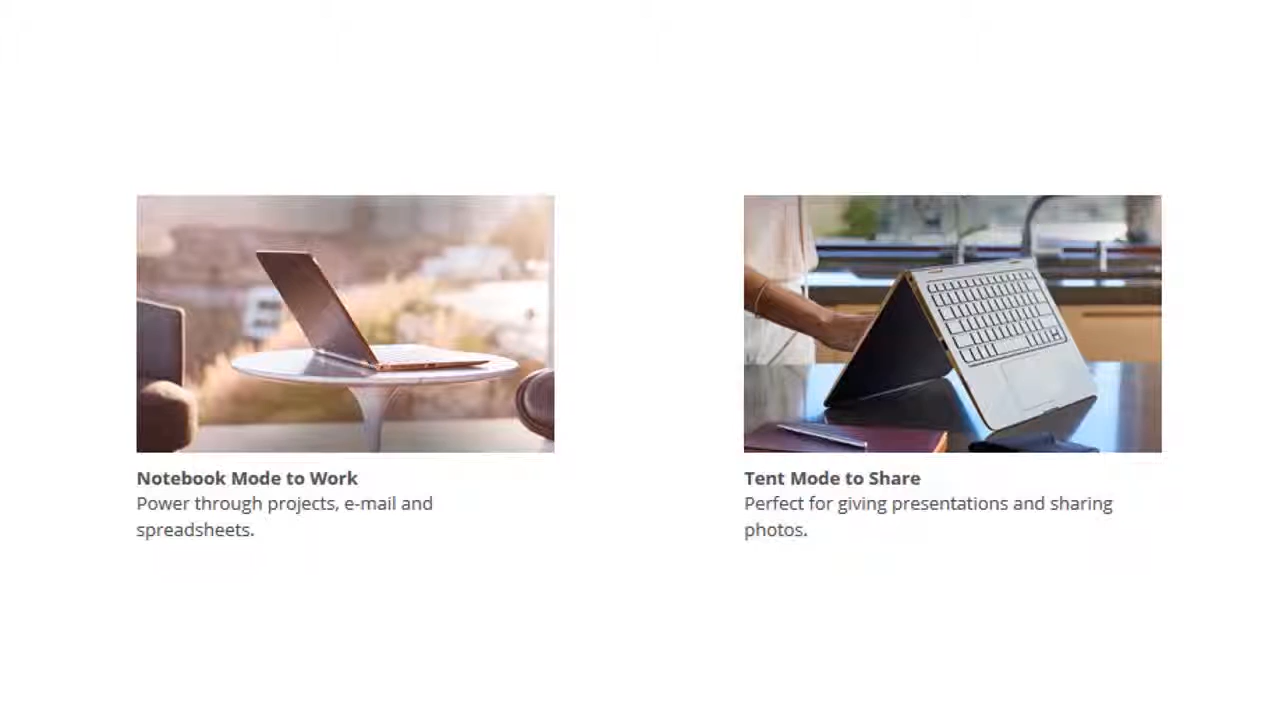 Notebook Mode to Work
Power through projects, e-mail and
spreadsheets.
Tent Mode to Share
Perfect for giving presentations and sharing
photos.